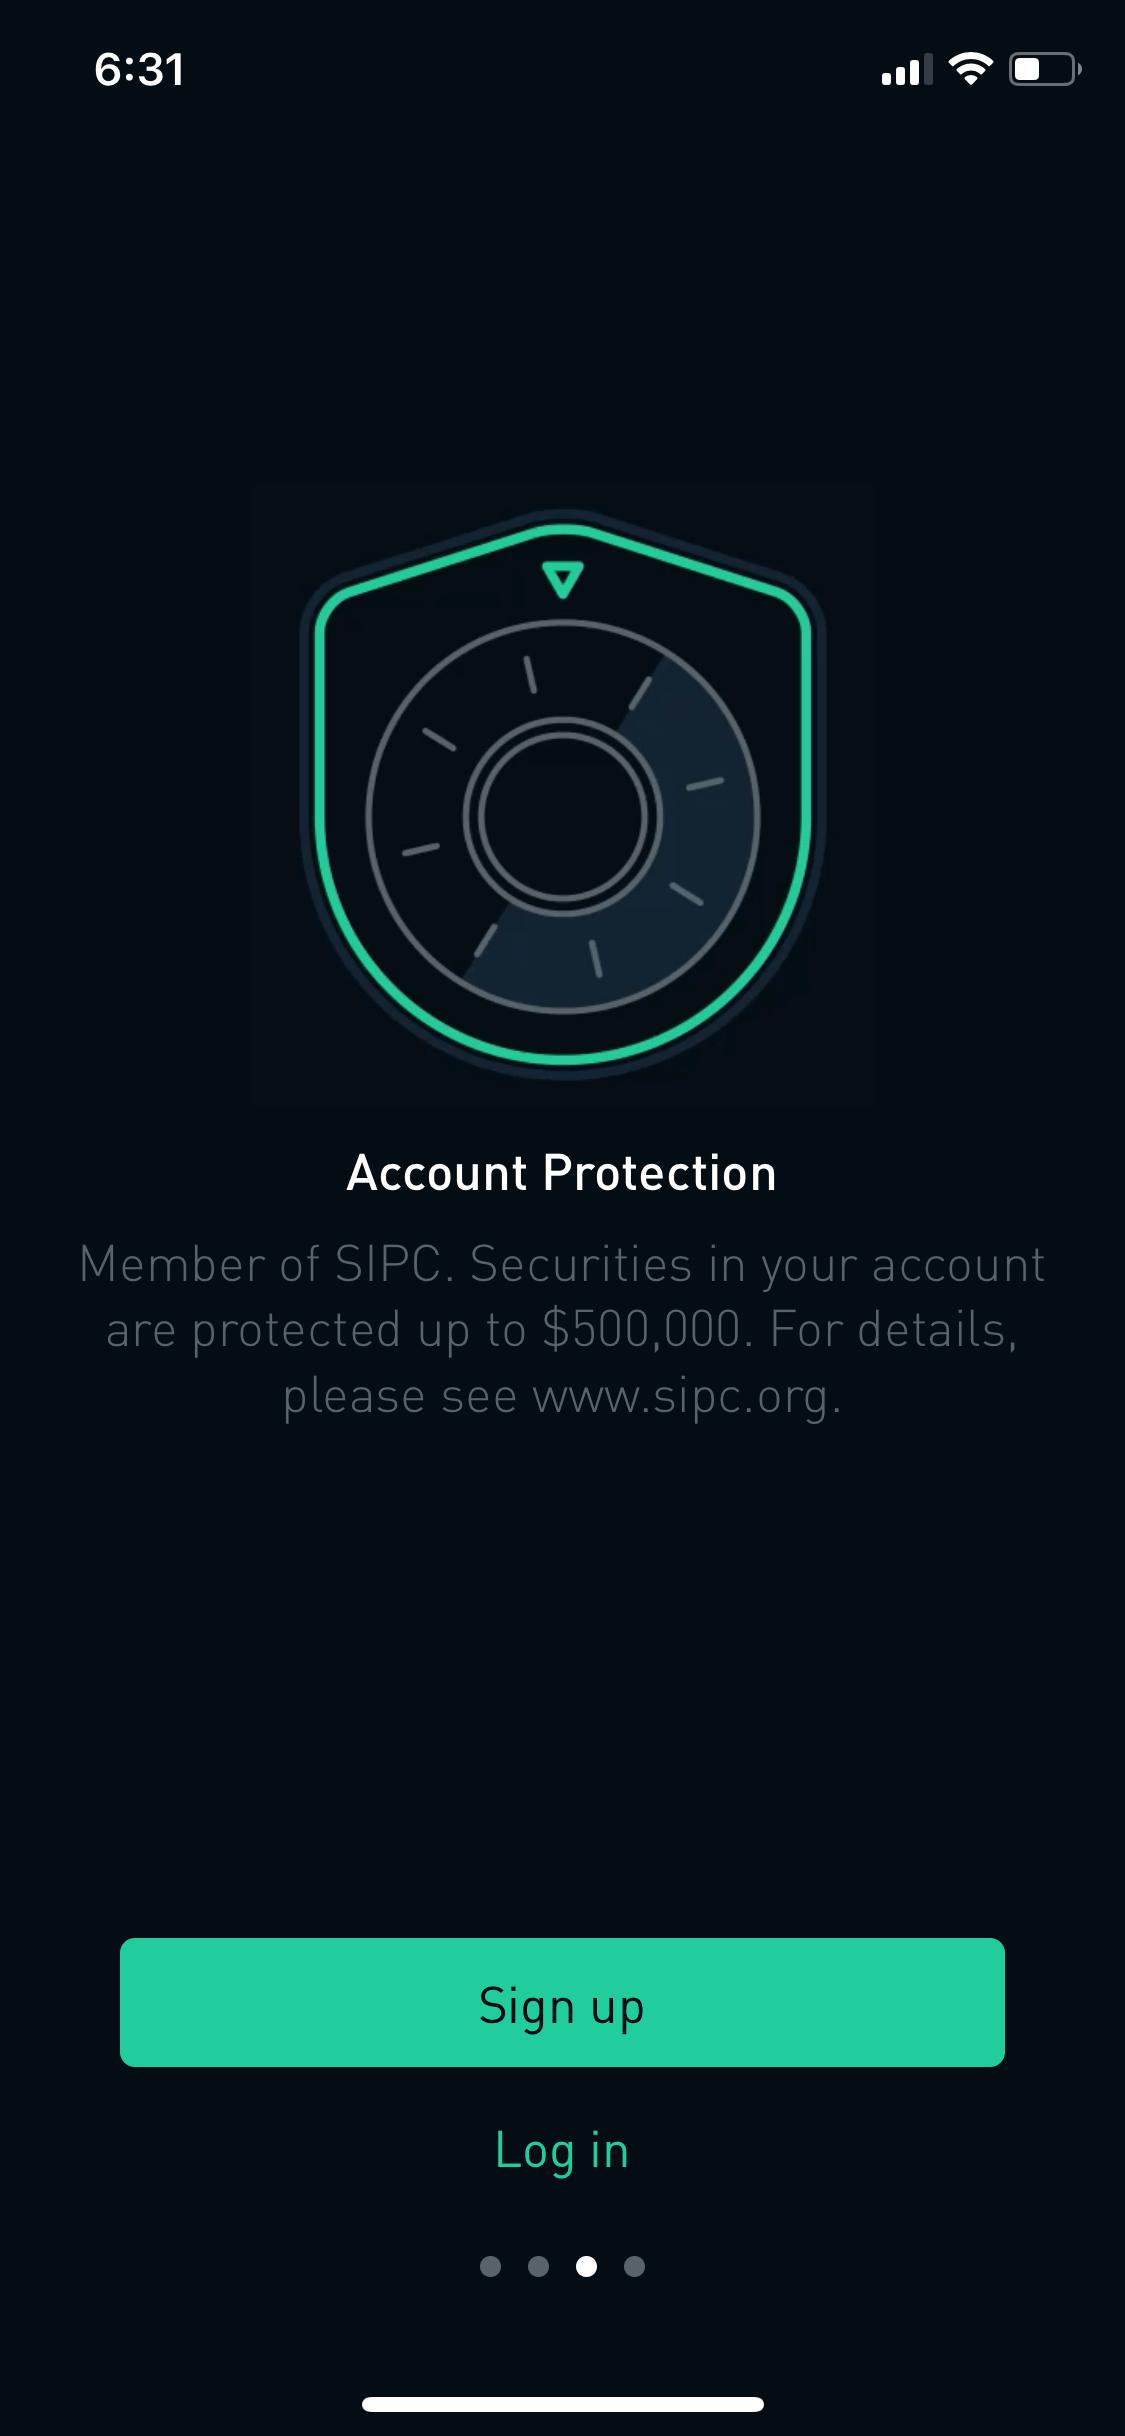 6:31
Account Protection
Member of SIPC. Securities in your account
are protected up to $500,000. For details,
please see www.sipc.org.
Sign up
Log in